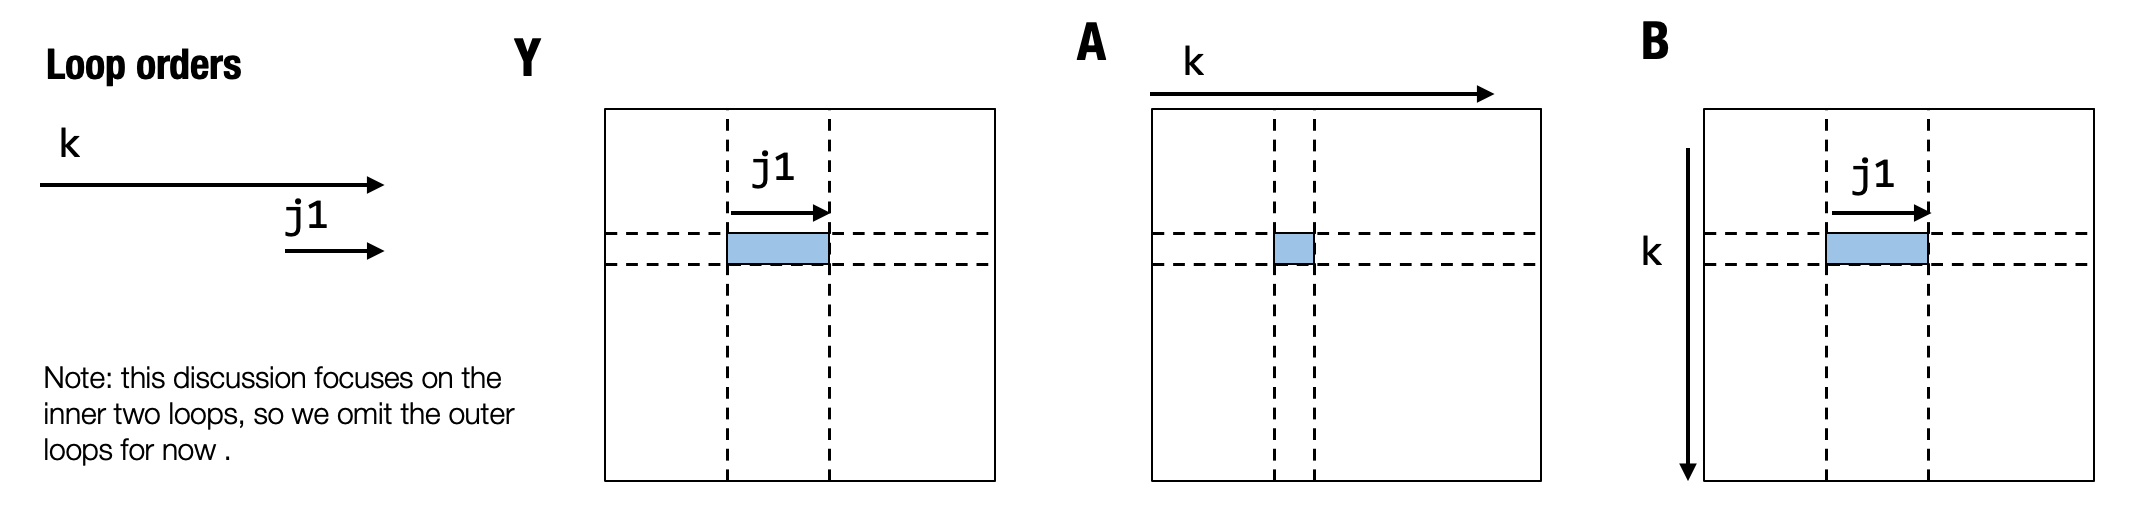 Loop orders
k
j1
Note: this discussion focuses on the
inner two loops, so we omit the outer
loops for now .
Y
j1
A
k
B
j1
k